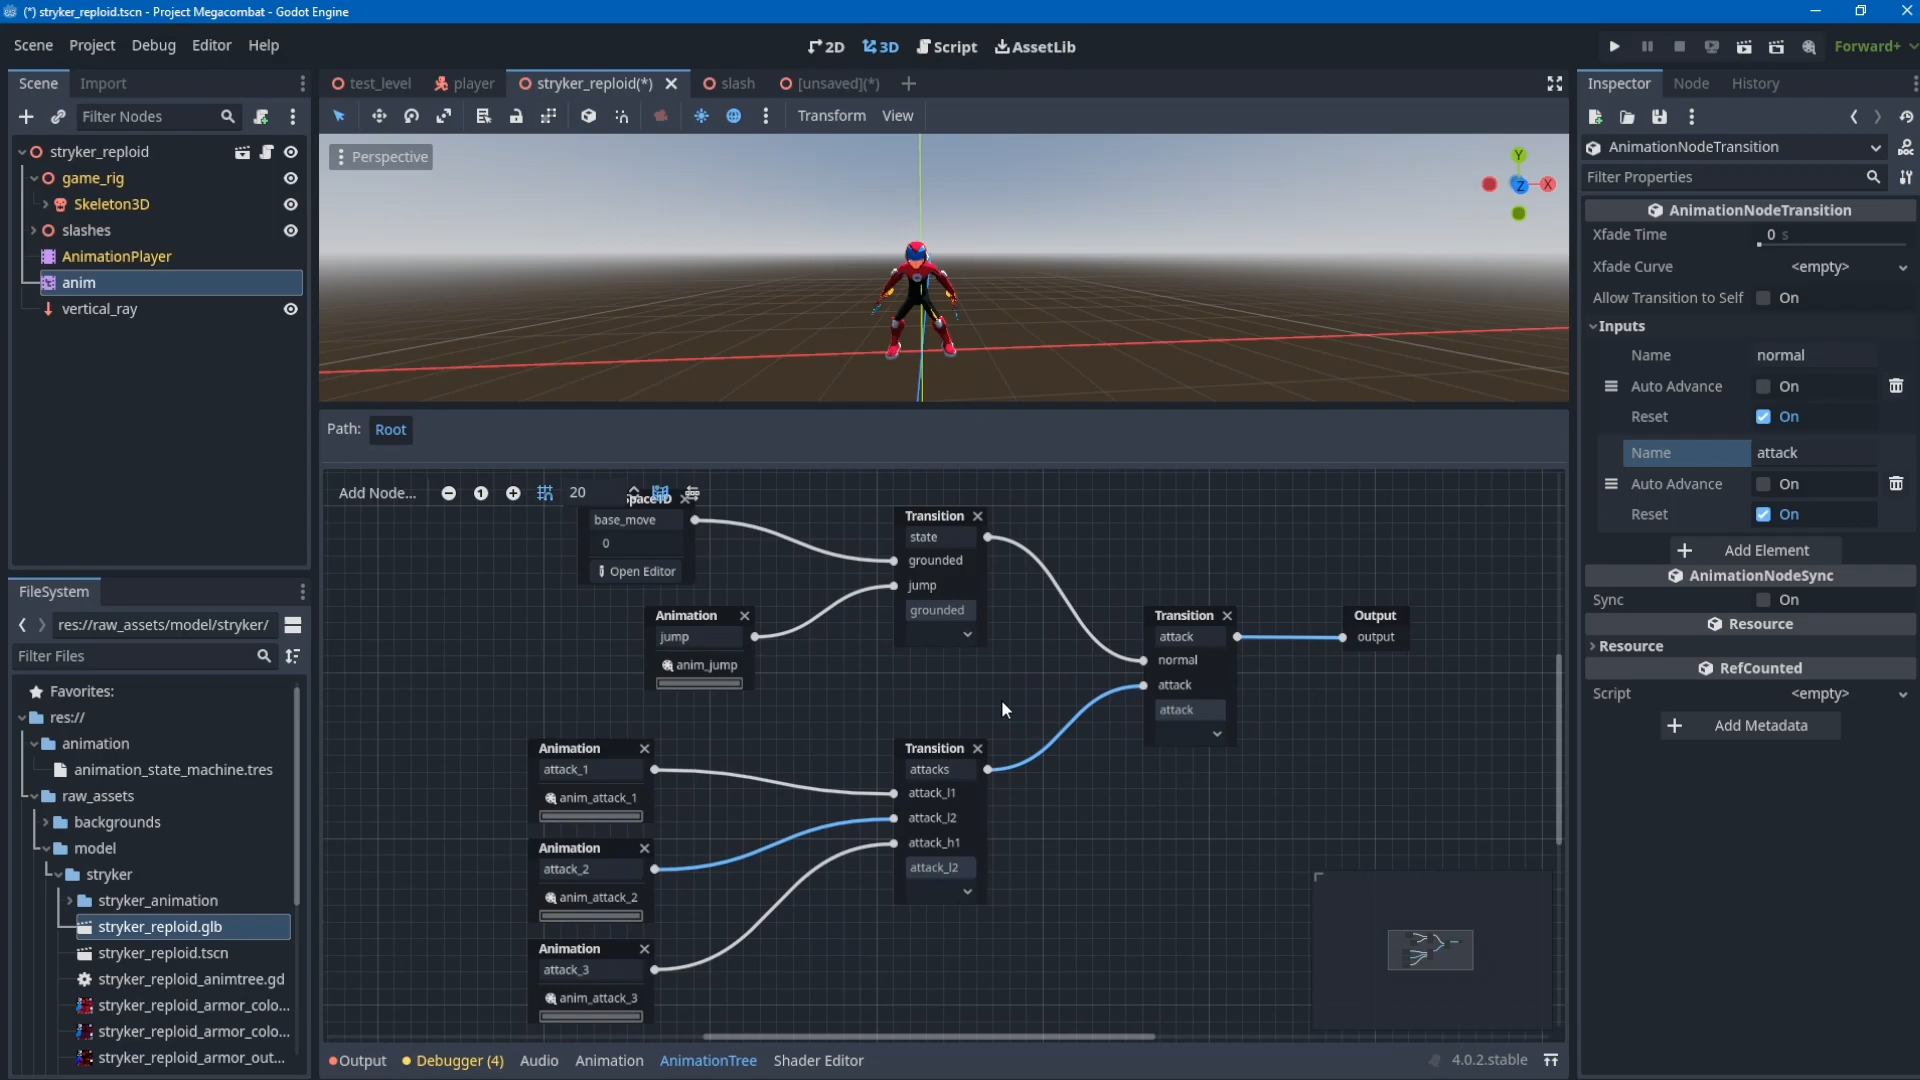 (*) stryker_reploid.tscn - Project Megacombat - Godot Engine
Scene Project Debug Editor Help
2D 3D Script AssetLib
Forward+
Scene Import
test_level player stryker_reploid(*) slash [unsaved](*)
Inspector Node History
Filter Nodes
Transform View
stryker_reploid
game_rig
Skeleton3D
slashes
AnimationPlayer
anim
vertical_ray
Perspective
Y
Z
X
AnimationNodeTransition
Filter Properties
AnimationNodeTransition
Xfade Time 0 s
Xfade Curve <empty>
Allow Transition to Self On
Inputs
Name normal
Auto Advance On
Reset On
Name attack
Auto Advance On
Reset On
Add Element
AnimationNodeSync
Sync On
Resource
Resource
RefCounted
Script <empty>
Add Metadata
Path: Root
Add Node... 1 20
base_move
0
Open Editor
Transition
state
grounded
jump
grounded
Animation
jump
anim_jump
Transition
attack
normal
attack
attack
Output
output
Animation
attack_1
anim_attack_1
Animation
attack_2
anim_attack_2
Animation
attack_3
anim_attack_3
Transition
attacks
attack_l1
attack_l2
attack_h1
attack_l2
FileSystem
res://raw_assets/model/stryker/
Filter Files
Favorites:
res://
animation
animation_state_machine.tres
raw_assets
backgrounds
model
stryker
stryker_animation
stryker_reploid.glb
stryker_reploid.tscn
stryker_reploid_animtree.gd
stryker_reploid_armor_colo...
stryker_reploid_armor_colo...
stryker_reploid_armor_out...
Output Debugger (4) Audio Animation AnimationTree Shader Editor
4.0.2.stable